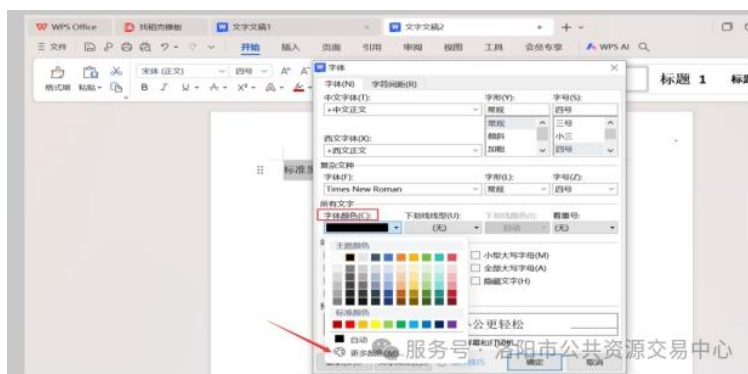 WPS Office
找稻壳模板
文字文稿1
文字文稿2
文件
开始
插入
页面
引用
审阅
视图
工具
会员专享
WPS AI
格式刷
粘贴
宋体 (正文)
四号
标题 1
字体
字体(N)
字符间距(R)
中文字体(T):
字形(Y):
字号(S):
+中文正文
常规
四号
常规
三号
倾斜
小三
加粗
四号
西文字体(X):
+西文正文
复杂文种
字体(F):
字形(L):
字号(Z):
Times New Roman
常规
四号
所有文字
字体颜色(C):
下划线线型(U):
下划线颜色(I):
着重号:
(无)
自动
(无)
主题颜色
小型大写字母(M)
全部大写字母(A)
隐藏文字(H)
标准颜色
公更轻松
自动
更多颜色(M)...
服务号 · 洛阳市公共资源交易中心
确定
取消